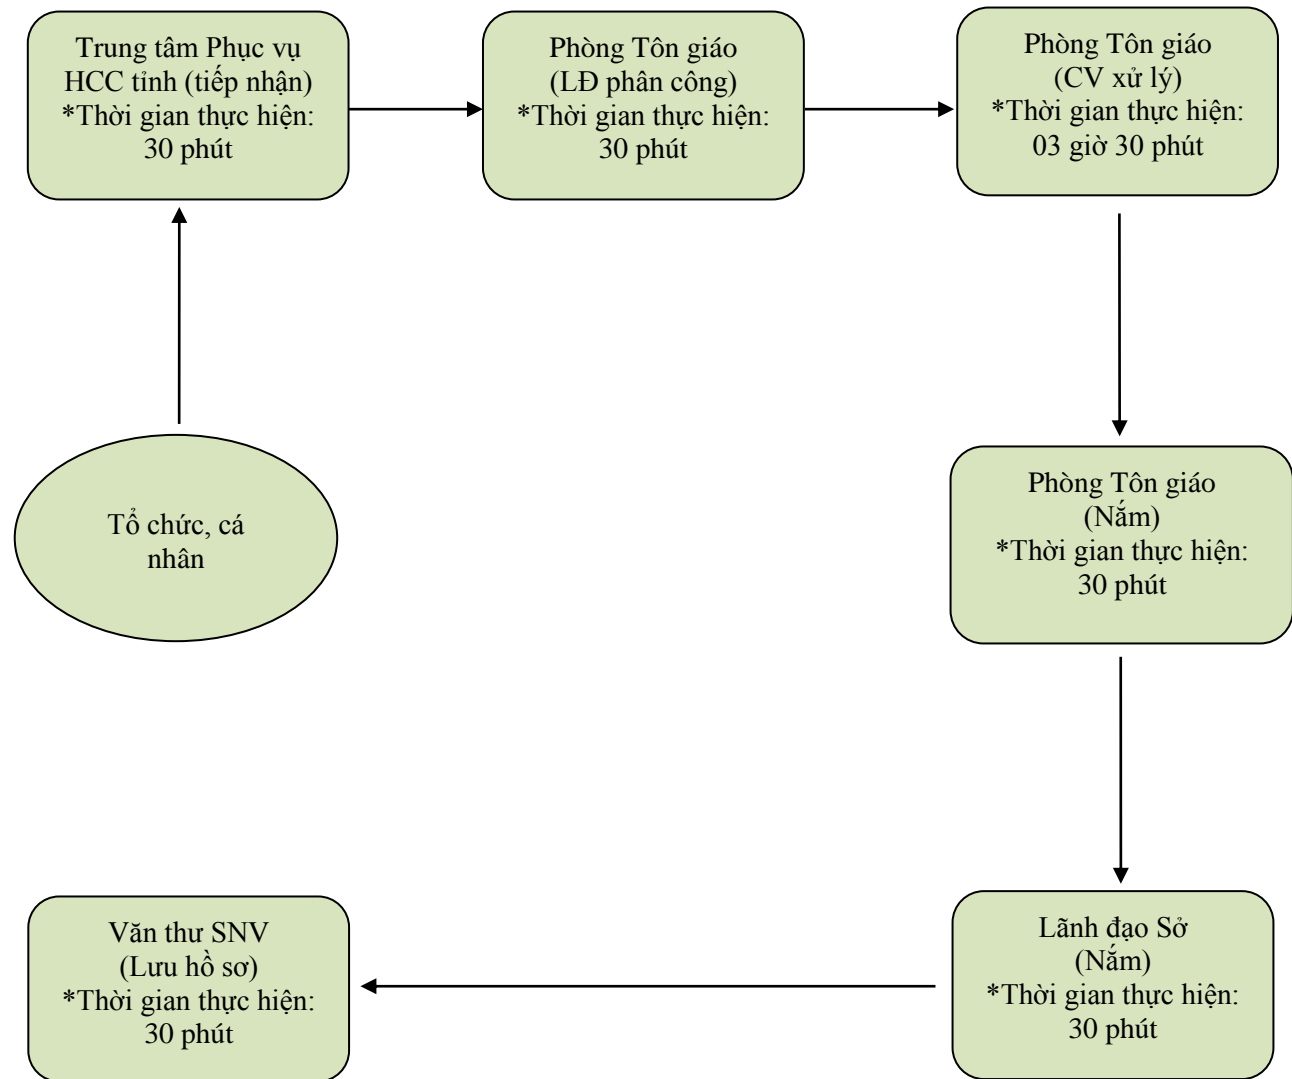 Trung tâm Phục vụ
HCC tỉnh (tiếp nhận)
*Thời gian thực hiện:
30 phút
Phòng Tôn giáo
(LĐ phân công)
*Thời gian thực hiện:
30 phút
Phòng Tôn giáo
(CV xử lý)
*Thời gian thực hiện:
03 giờ 30 phút
Tổ chức, cá
nhân
Phòng Tôn giáo
(Nắm)
*Thời gian thực hiện:
30 phút
Văn thư SNV
(Lưu hồ sơ)
*Thời gian thực hiện:
30 phút
Lãnh đạo Sở
(Nắm)
*Thời gian thực hiện:
30 phút